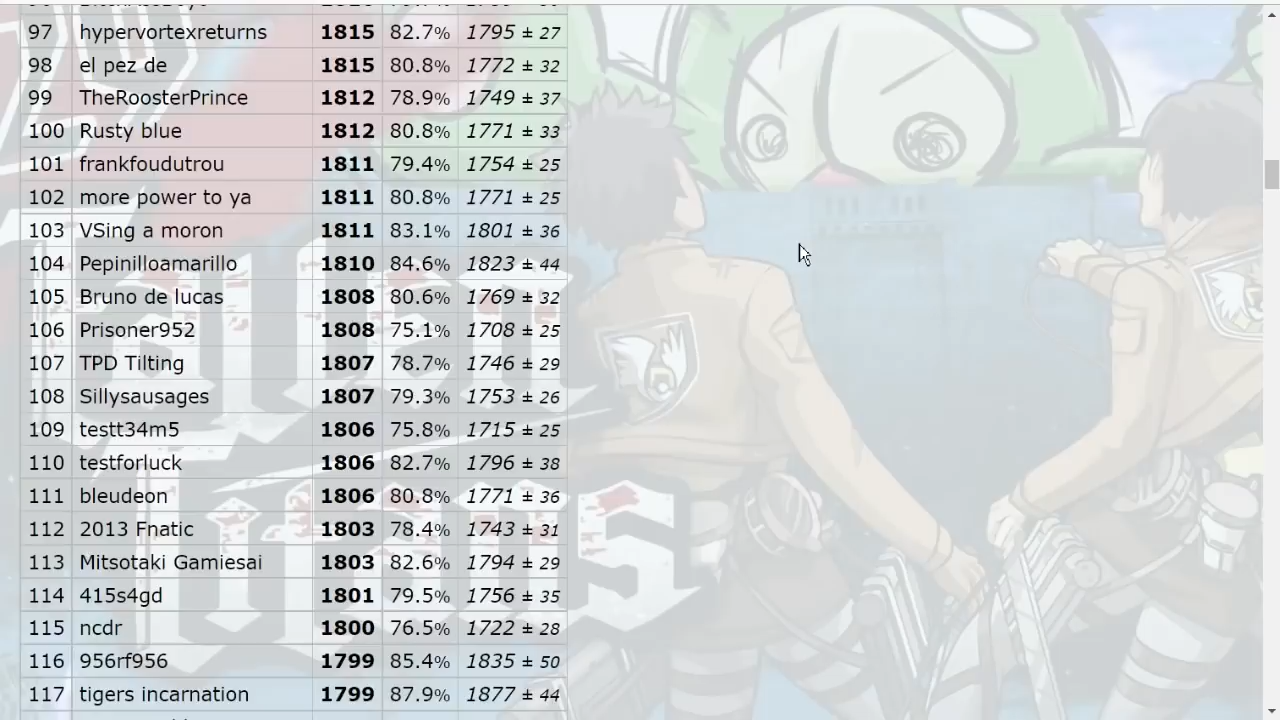 97 hypervortexreturns 1815 82.7% 1795 ± 27
98 el pez de 1815 80.8% 1772 ± 32
99 TheRoosterPrince 1812 78.9% 1749 ± 37
100 Rusty blue 1812 80.8% 1771 ± 33
101 frankfoudutrou 1811 79.4% 1754 ± 25
102 more power to ya 1811 80.8% 1771 ± 25
103 VSing a moron 1811 83.1% 1801 ± 36
104 Pepinilloamarillo 1810 84.6% 1823 ± 44
105 Bruno de lucas 1808 80.6% 1769 ± 32
106 Prisoner952 1808 75.1% 1708 ± 25
107 TPD Tilting 1807 78.7% 1746 ± 29
108 Sillysausages 1807 79.3% 1753 ± 26
109 testt34m5 1806 75.8% 1715 ± 25
110 testforluck 1806 82.7% 1796 ± 38
111 bleudeon 1806 80.8% 1771 ± 36
112 2013 Fnatic 1803 78.4% 1743 ± 31
113 Mitsotaki Gamiesai 1803 82.6% 1794 ± 29
114 415s4gd 1801 79.5% 1756 ± 35
115 ncdr 1800 76.5% 1722 ± 28
116 956rf956 1799 85.4% 1835 ± 50
117 tigers incarnation 1799 87.9% 1877 ± 44